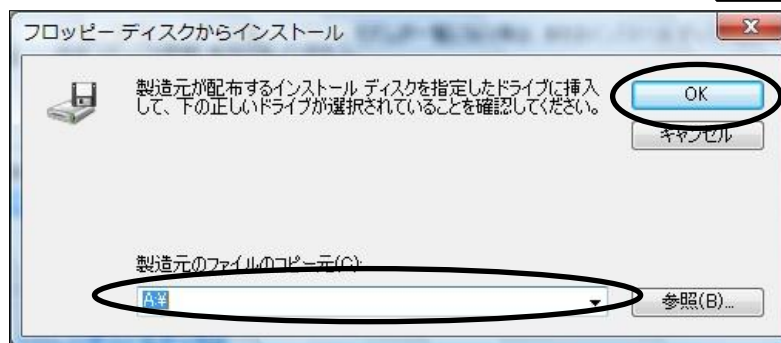 フロッピー ディスクからインストール
製造元が配布するインストール ディスクを指定したドライブに挿入
して、下の正しいドライブが選択されていることを確認してください。
OK
キャンセル
製造元のファイルのコピー元(C):
A:¥
参照(B)...